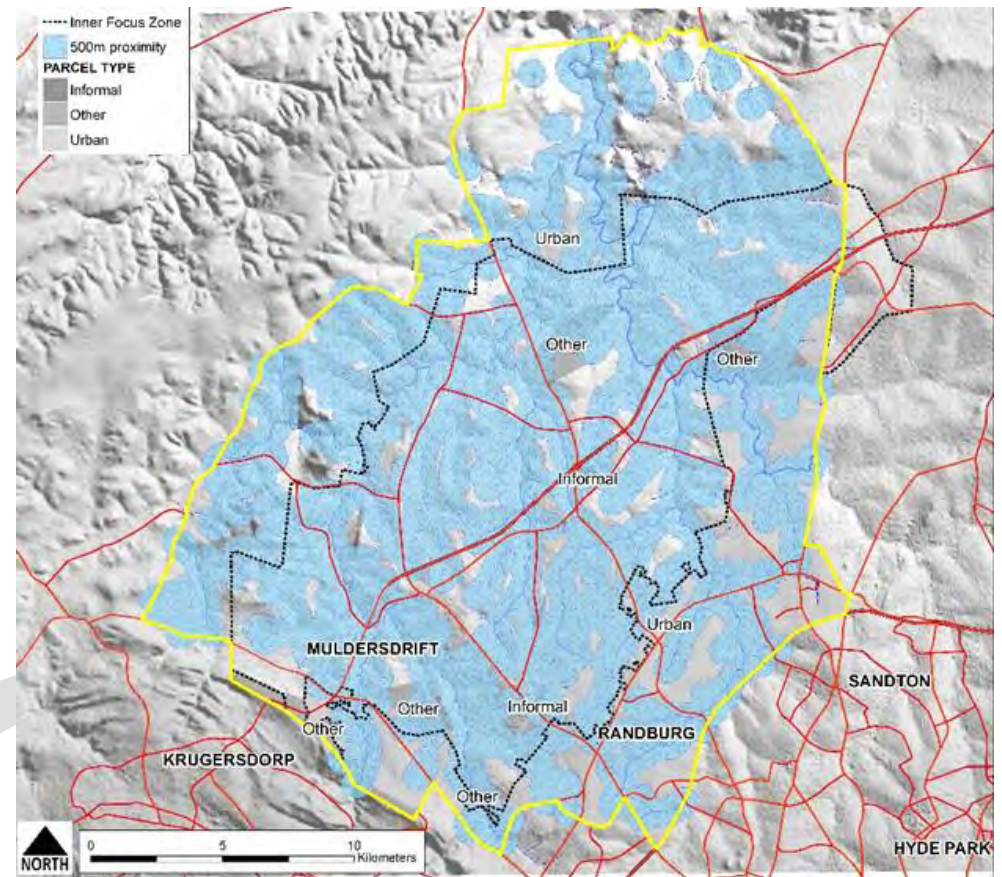 Inner Focus Zone
500m proximity
PARCEL TYPE
Informal
Other
Urban
Urban
Other
Other
Informal
Urban
MULDERSDRIFT
SANDTON
Other
Informal
Other
RANDBURG
KRUGERSDORP
Other
HYDE PARK
NORTH
0 5 10
Kilometers